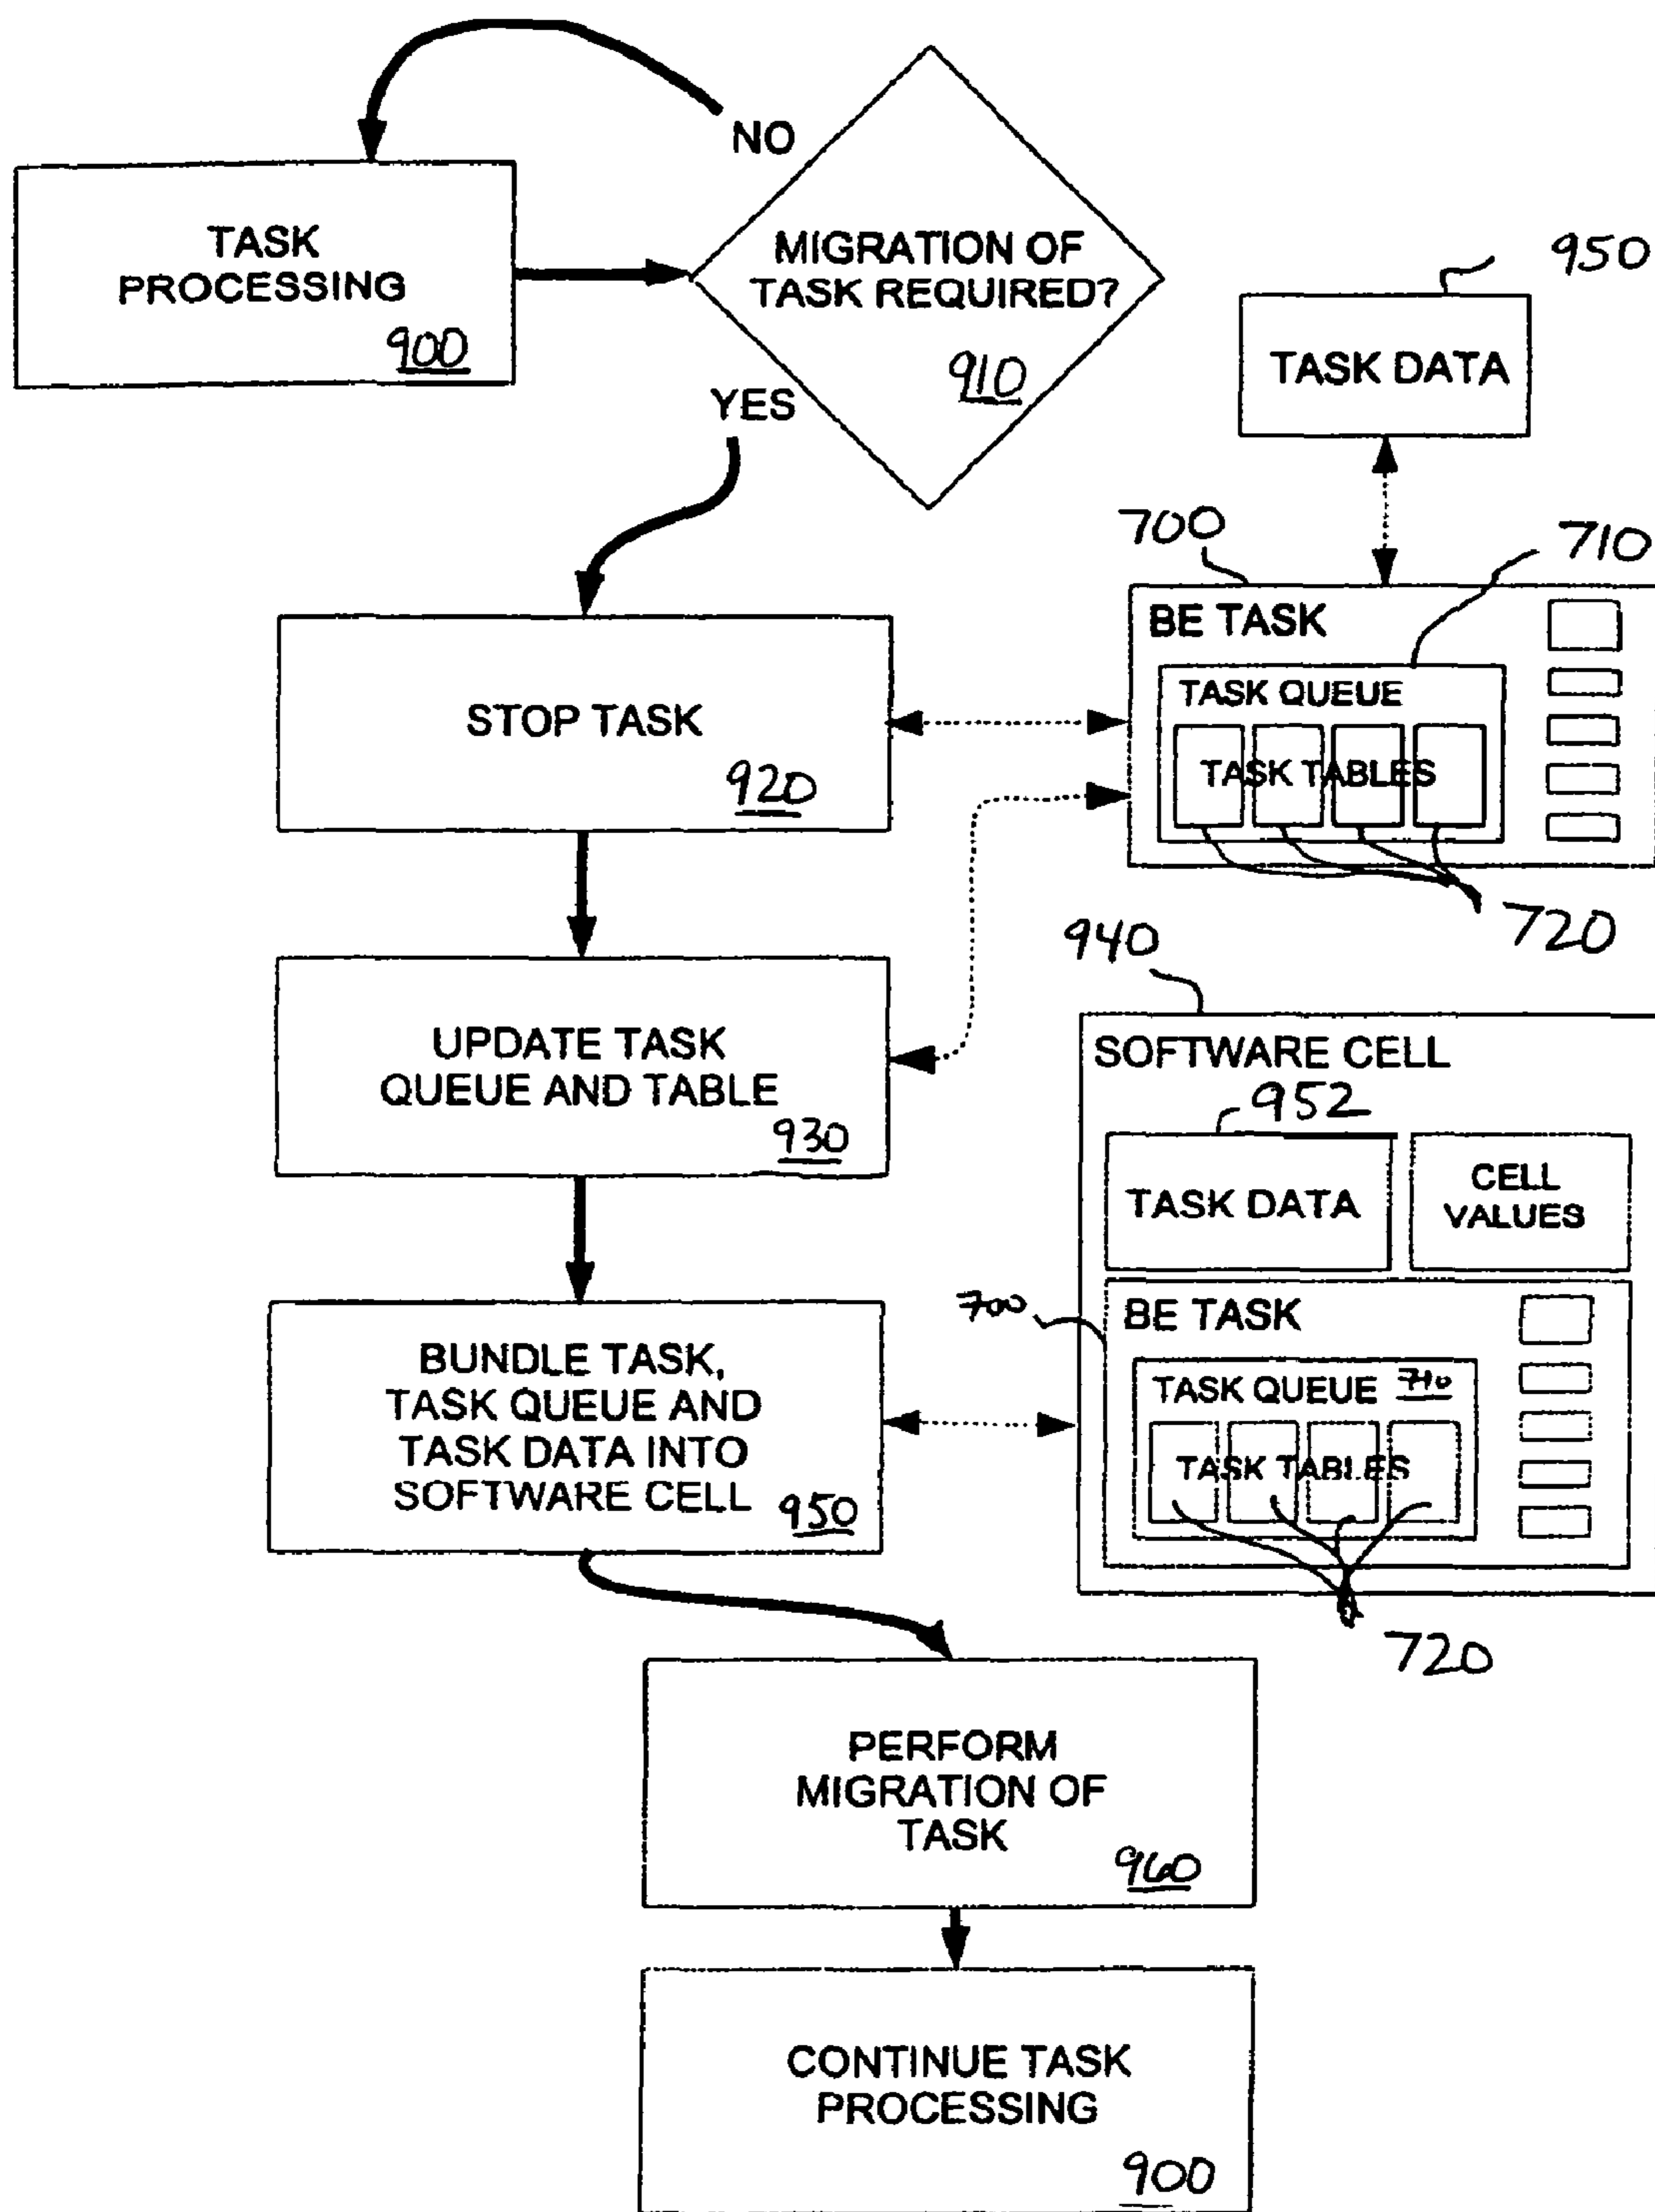 NO
TASK
PROCESSING
900
MIGRATION OF
TASK REQUIRED?
910
YES
950
TASK DATA
700
710
BE TASK
TASK QUEUE
TASK TABLES
720
STOP TASK
920
UPDATE TASK
QUEUE AND TABLE
930
940
SOFTWARE CELL
952
TASK DATA
CELL
VALUES
700
BE TASK
TASK QUEUE 710
TASK TABLES
720
BUNDLE TASK,
TASK QUEUE AND
TASK DATA INTO
SOFTWARE CELL
950
PERFORM
MIGRATION OF
TASK
960
CONTINUE TASK
PROCESSING
900